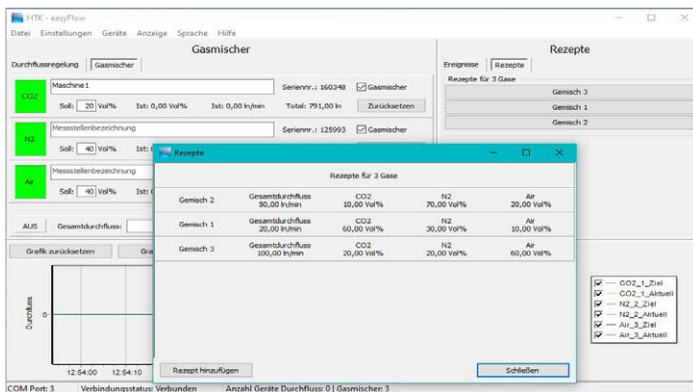 HTK - easyFlow
Datei Einstellungen Geräte Anzeige Sprache Hilfe
Gasmischer
Durchflussregelung Gasmischer
CO2
Maschine1
Seriennr.: 160348 Gasmischer
Soll: 20 Vol% Ist: 0,00 Vol% Ist: 0,00 ln/min Total: 791,00 ln Zurücksetzen
N2
Messstellenbezeichnung
Seriennr.: 125993 Gasmischer
Soll: 40 Vol% Ist:
Air
Messstellenbezeichnung
Soll: 40 Vol% Ist:
AUS Gesamtdurchfluss:
Grafik zurücksetzen Gra
Durchfluss
0
12:54:00 12:54:10
Rezepte
Ereignisse Rezepte
Rezepte für 3 Gase
Gemisch 3
Gemisch 1
Gemisch 2
Rezepte
Rezepte für 3 Gase
Gemisch 2 Gesamtdurchfluss CO2 N2 Air
50,00 ln/min 10,00 Vol% 70,00 Vol% 20,00 Vol%
Gemisch 1 Gesamtdurchfluss CO2 N2 Air
20,00 ln/min 60,00 Vol% 30,00 Vol% 10,00 Vol%
Gemisch 3 Gesamtdurchfluss CO2 N2 Air
100,00 ln/min 20,00 Vol% 20,00 Vol% 60,00 Vol%
Rezept hinzufügen Schließen
CO2_1_Ziel
CO2_1_Aktuell
N2_2_Ziel
N2_2_Aktuell
Air_3_Ziel
Air_3_Aktuell
COM Port: 3 Verbindungsstatus: Verbunden Anzahl Geräte Durchfluss: 0 | Gasmischer: 3